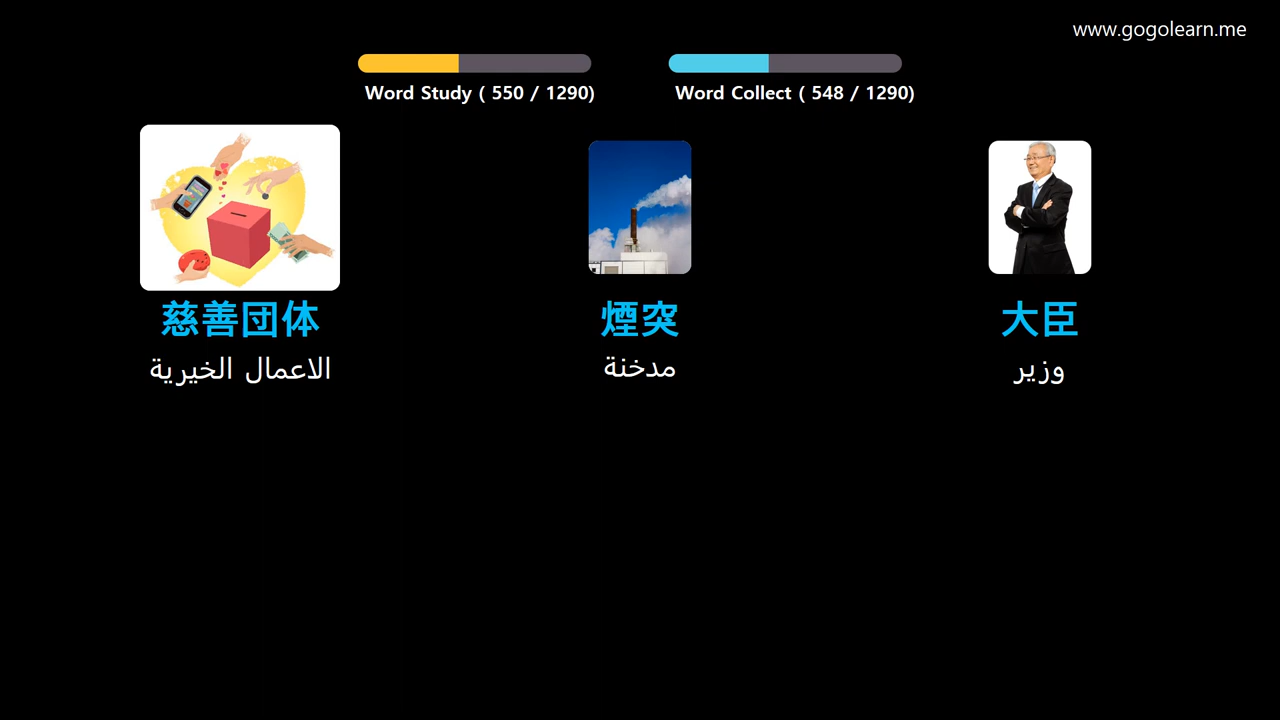 www.gogolearn.me
Word Study ( 550 / 1290)
Word Collect ( 548 / 1290)
慈善団体
煙突
大臣
الاعمال الخيرية
مدخنة
وزير